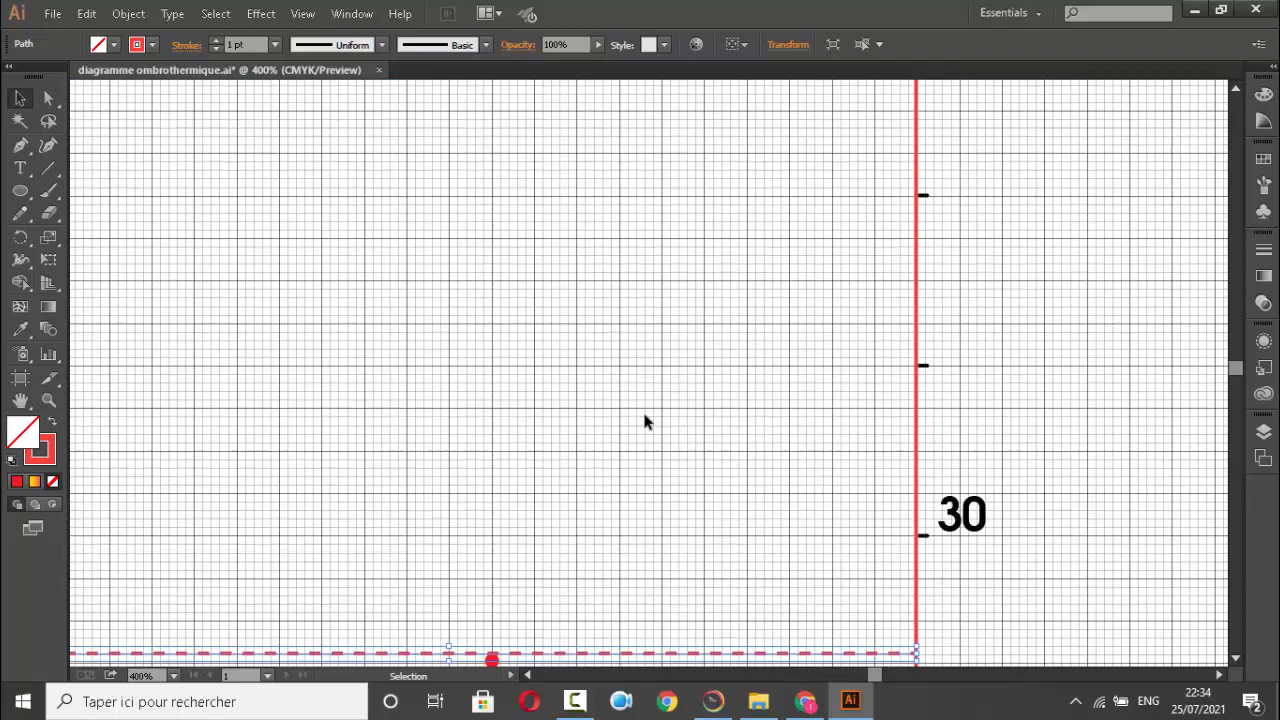 Ai File Edit Object Type Select Effect View Window Help Br Essentials
Path Stroke: 1 pt Uniform Basic Opacity: 100% Style: Transform
diagramme ombrothermique.ai* @ 400% (CMYK/Preview)
30
400% 1 Selection
Taper ici pour rechercher
ENG
22:34
25/07/2021
2